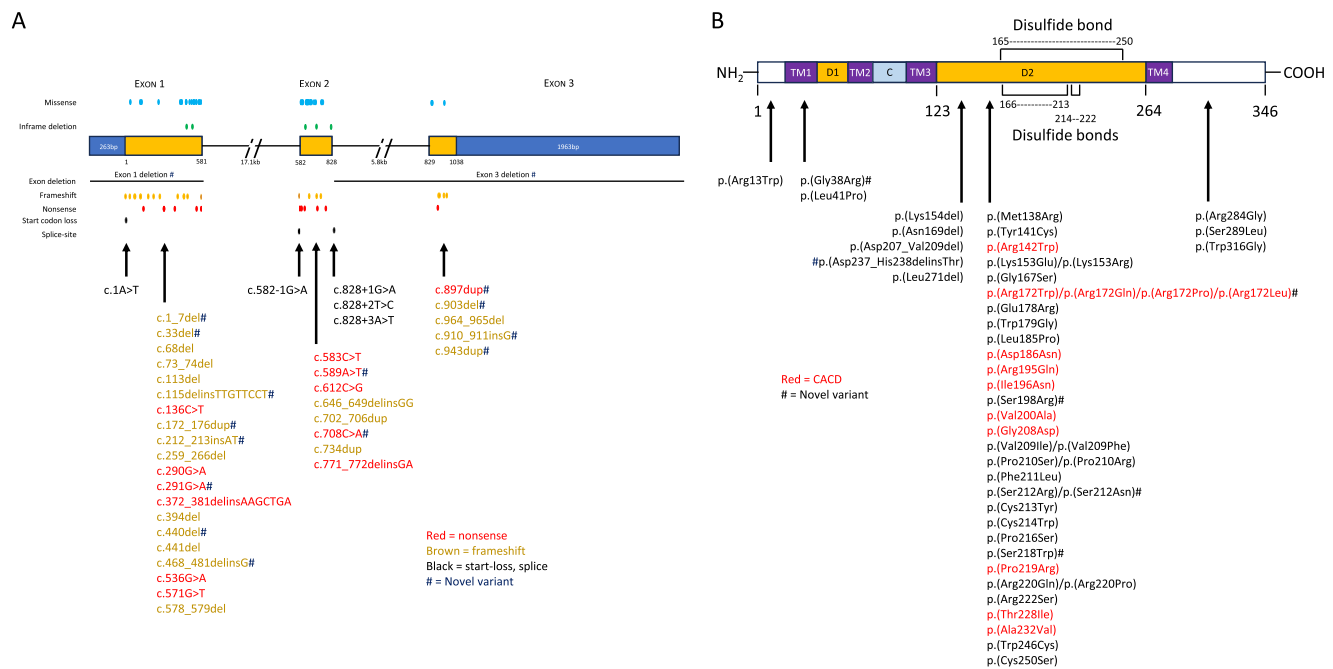 A
EXON 1
EXON 2
EXON 3
Missense
Inframe deletion
263bp
1963bp
1
581
17.1kb
582
828
5.8kb
829
1038
Exon deletion
Exon 1 deletion #
Exon 3 deletion #
Frameshift
Nonsense
Start codon loss
Splice-site
c.1A>T
c.1_7del#
c.33del#
c.68del
c.73_74del
c.113del
c.115delinsTTGTTCCT#
c.136C>T
c.172_176dup#
c.212_213insAT#
c.259_266del
c.290G>A
c.291G>A#
c.372_381delinsAAGCTGA
c.394del
c.440del#
c.441del
c.468_481delinsG#
c.536G>A
c.571G>T
c.578_579del
c.582-1G>A
c.583C>T
c.589A>T#
c.612C>G
c.646_649delinsGG
c.702_706dup
c.708C>A#
c.734dup
c.771_772delinsGA
c.828+1G>A
c.828+2T>C
c.828+3A>T
c.897dup#
c.903del#
c.964_965del
c.910_911insG#
c.943dup#
Red = nonsense
Brown = frameshift
Black = start-loss, splice
# = Novel variant
B
Disulfide bond
165----------------------------250
NH2
TM1
D1
TM2
C
TM3
D2
TM4
COOH
1
123
166-----------213
214--222
264
346
Disulfide bonds
p.(Arg13Trp)
p.(Gly38Arg)#
p.(Leu41Pro)
p.(Lys154del)
p.(Asn169del)
p.(Asp207_Val209del)
#p.(Asp237_His238delinsThr)
p.(Leu271del)
p.(Met138Arg)
p.(Tyr141Cys)
p.(Arg142Trp)
p.(Lys153Glu)/p.(Lys153Arg)
p.(Gly167Ser)
p.(Arg172Trp)/p.(Arg172Gln)/p.(Arg172Pro)/p.(Arg172Leu)#
p.(Glu178Arg)
p.(Trp179Gly)
p.(Leu185Pro)
p.(Asp186Asn)
p.(Arg195Gln)
p.(Ile196Asn)
p.(Ser198Arg)#
p.(Val200Ala)
p.(Gly208Asp)
p.(Val209Ile)/p.(Val209Phe)
p.(Pro210Ser)/p.(Pro210Arg)
p.(Phe211Leu)
p.(Ser212Arg)/p.(Ser212Asn)#
p.(Cys213Tyr)
p.(Cys214Trp)
p.(Pro216Ser)
p.(Ser218Trp)#
p.(Pro219Arg)
p.(Arg220Gln)/p.(Arg220Pro)
p.(Arg222Ser)
p.(Thr228Ile)
p.(Ala232Val)
p.(Trp246Cys)
p.(Cys250Ser)
p.(Arg284Gly)
p.(Ser289Leu)
p.(Trp316Gly)
Red = CACD
# = Novel variant